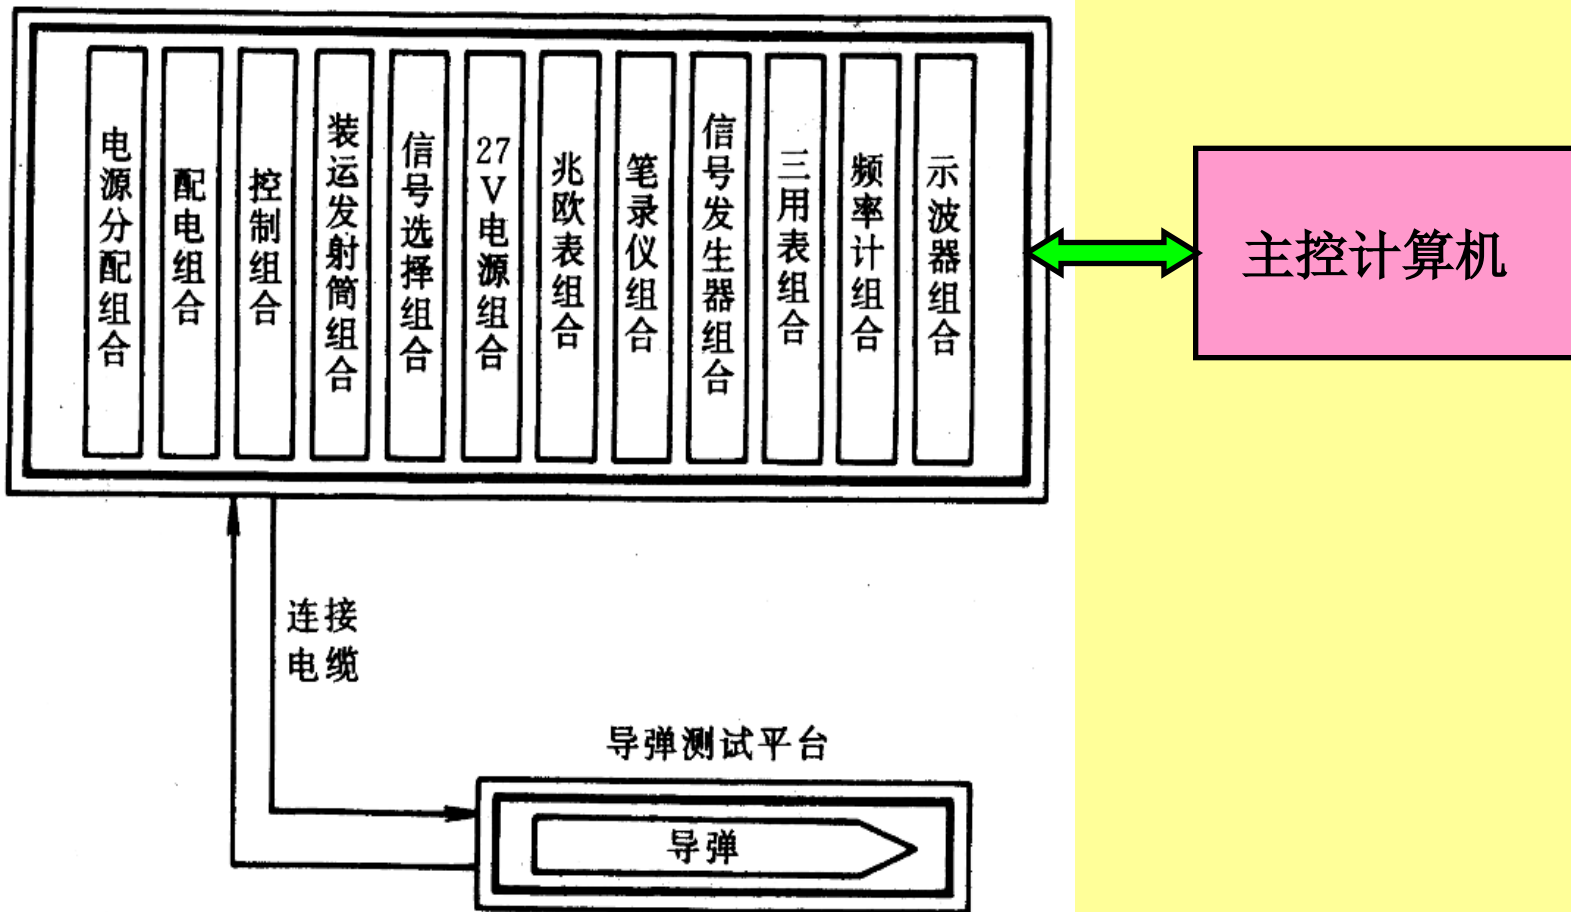 电源分配组合
配电组合
控制组合
装运发射筒组合
信号选择组合
27V电源组合
兆欧表组合
笔录仪组合
信号发生器组合
三用表组合
频率计组合
示波器组合
主控计算机
连接
电缆
导弹测试平台
导弹